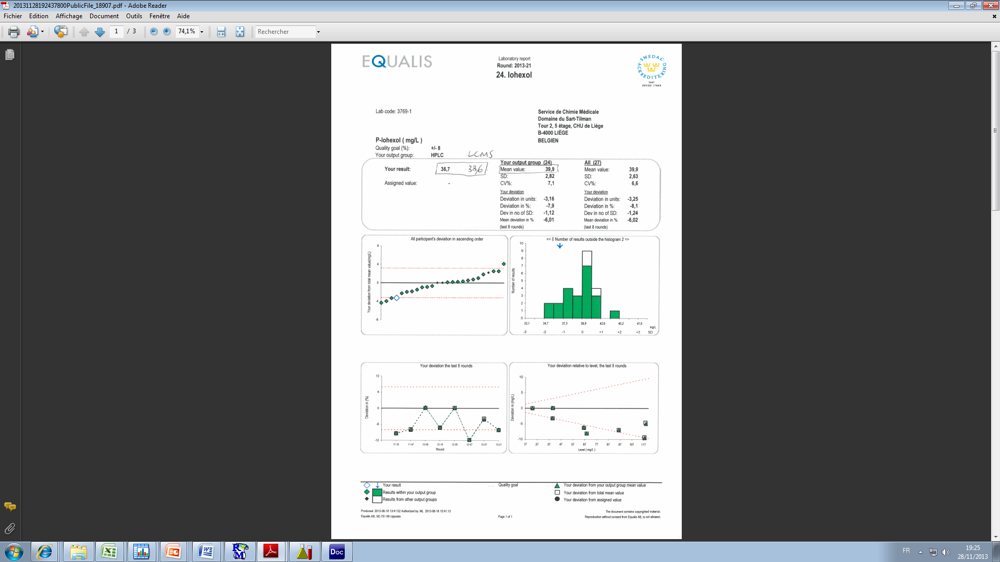 20131128192437800PublicFile_18907.pdf - Adobe Reader
Fichier Edition Affichage Document Outils Fenêtre Aide
1 / 3 74,1% Rechercher
EQUALIS
Laboratory report
Round: 2013-21
24. Iohexol
SWEDAC ACKREDITERING
1643
ISO/IEC 17043
Lab code: 3769-1
Service de Chimie Médicale
Domaine du Sart-Tilman
Tour 2, 5 étage, CHU de Liège
B-4000 LIÈGE
BELGIEN
P-Iohexol ( mg/L )
Quality goal (%): +/- 8
Your output group: HPLC LCMS
Your result: 36,7 38,6
Assigned value: -
Your output group (24)
Mean value: 39,9
SD: 2,82
CV%: 7,1
Your deviation
Deviation in units: -3,16
Deviation in %: -7,9
Dev in no of SD: -1,12
Mean deviation in %: -6,01
(last 8 rounds)
All (27)
Mean value: 39,9
SD: 2,63
CV%: 6,6
Your deviation
Deviation in units: -3,25
Deviation in %: -8,1
Dev in no of SD: -1,24
Mean deviation in %: -6,02
(last 8 rounds)
All participant's deviation in ascending order
Your deviation from total mean value(mg/L)
8
4
0
-4
-8
<= 0 Number of results outside the histogram 2 =>
Number of results
10
9
8
7
6
5
4
3
2
1
0
32,1 34,7 37,3 39,9 42,6 45,2 47,8 mg/L
-3 -2 -1 0 +1 +2 +3 SD
Your deviation the last 8 rounds
Deviation in (%)
12
6
0
-6
-12
11-35 11-47 12-06 12-19 12-35 12-47 13-07 13-21
Round
Your deviation relative to level, the last 8 rounds
Deviation in (mg/L)
10
5
0
-5
-10
17 27 37 47 57 67 77 87 97 107 117
Level ( mg/L )
Your result
Results within your output group
Results from other output groups
Quality goal
Your deviation from your output group mean value
Your deviation from total mean value
Your deviation from assigned value
Produced: 2013-06-18 13:41:52 Authorized by: ML 2013-06-18 15:41:13
Equalis AB, SE-751 09 Uppsala
Page 1 of 1
The document contains copyrighted material.
Reproduction without consent from Equalis AB, is not allowed.
Doc
FR
19:25
28/11/2013